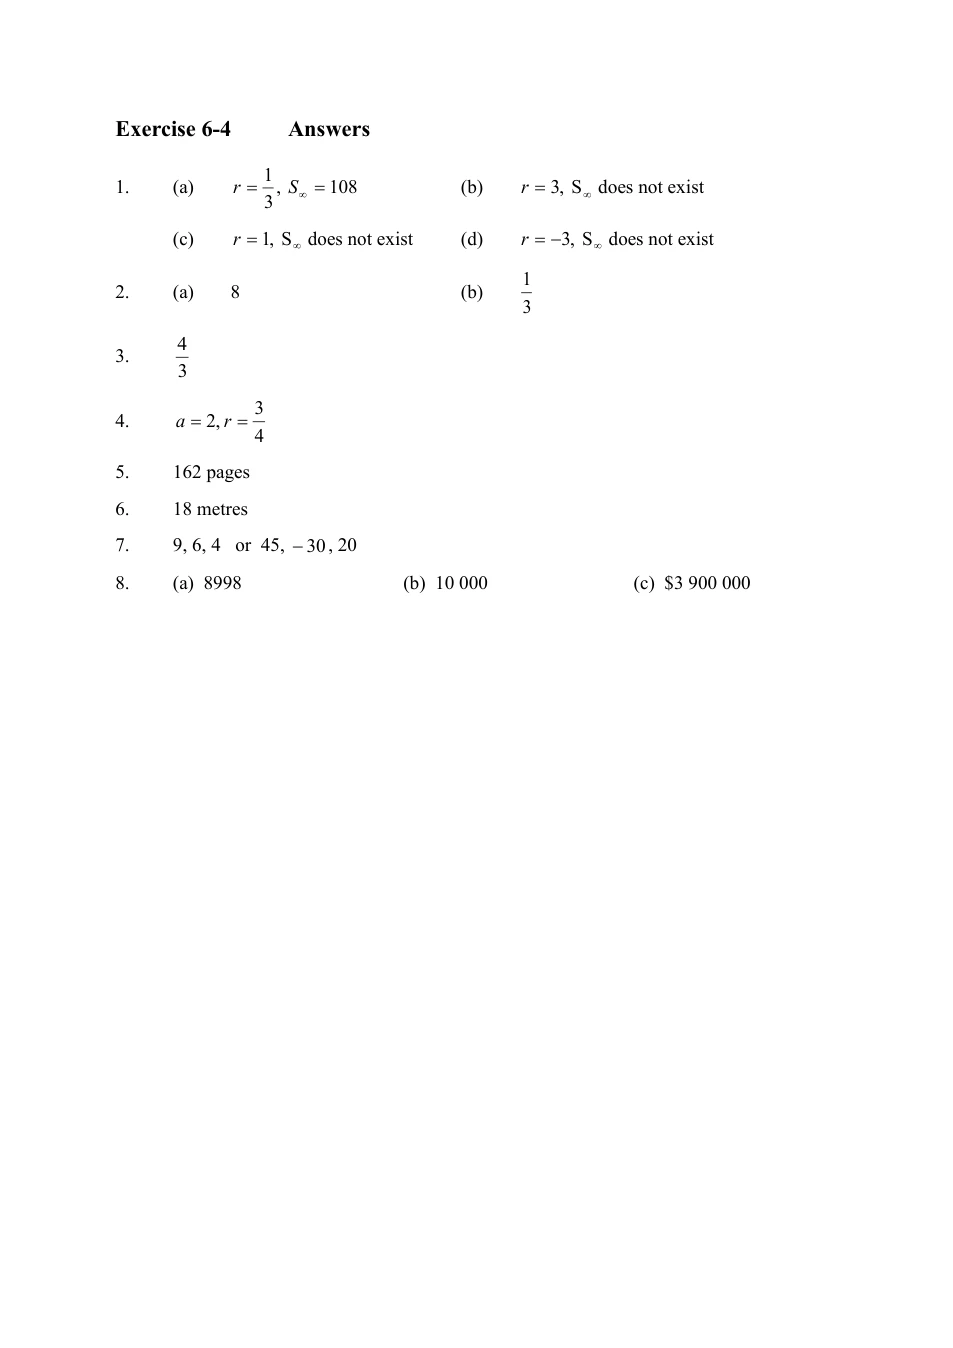 Exercise 6-4 Answers
1. (a) r = 1/3, S∞ = 108 (b) r = 3, S∞ does not exist
(c) r = 1, S∞ does not exist (d) r = −3, S∞ does not exist
2. (a) 8 (b) 1/3
3. 4/3
4. a = 2, r = 3/4
5. 162 pages
6. 18 metres
7. 9, 6, 4 or 45, − 30 , 20
8. (a) 8998 (b) 10 000 (c) $3 900 000